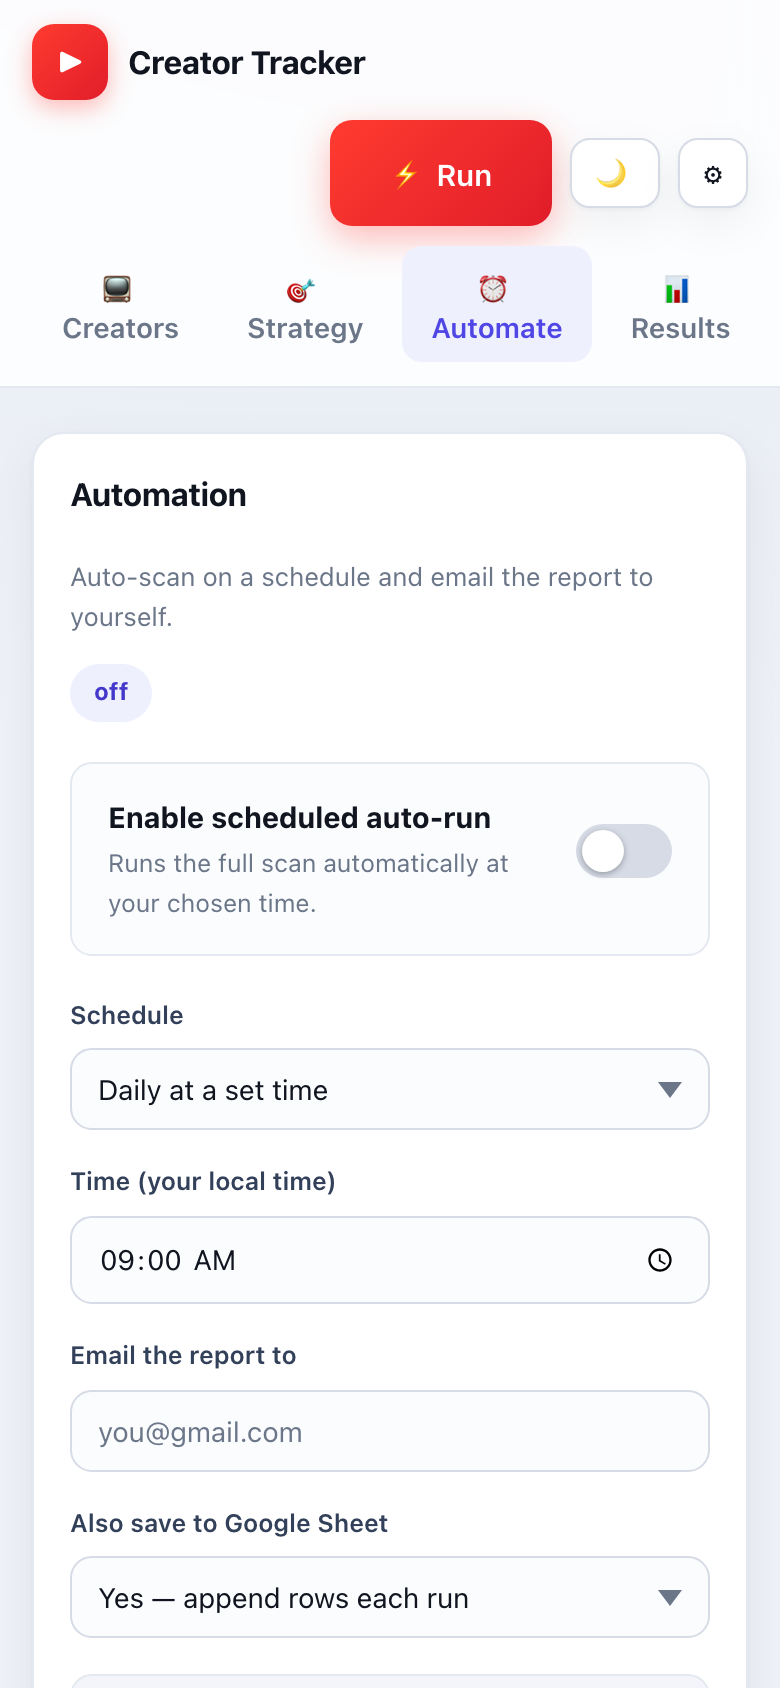 Creator Tracker
⚡ Run
Creators
Strategy
Automate
Results
Automation
Auto-scan on a schedule and email the report to
yourself.
off
Enable scheduled auto-run
Runs the full scan automatically at
your chosen time.
Schedule
Daily at a set time
Time (your local time)
09:00 AM
Email the report to
you@gmail.com
Also save to Google Sheet
Yes — append rows each run